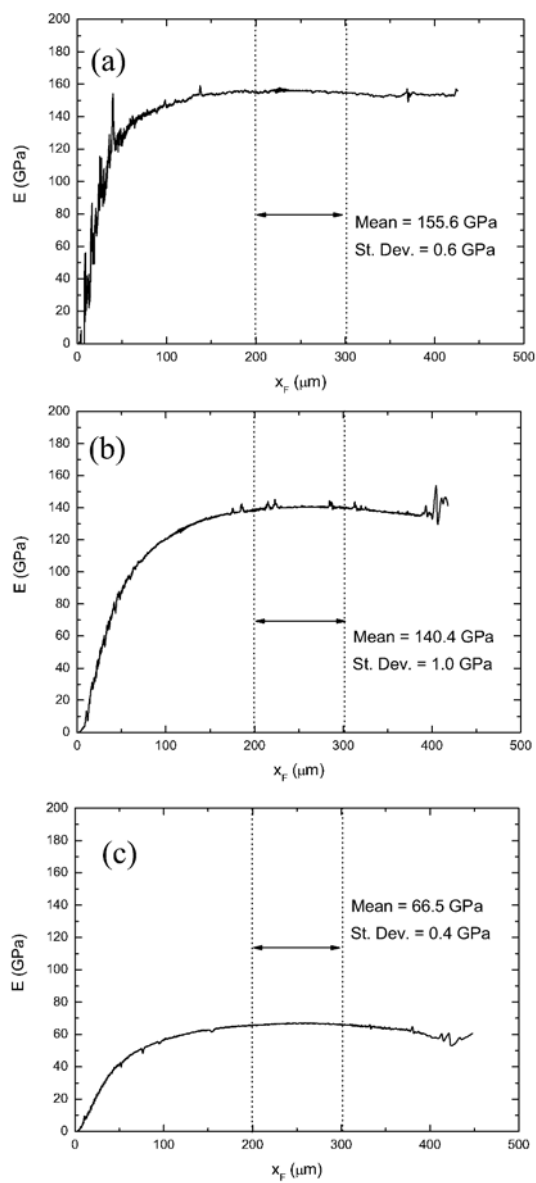 (a)
200
180
160
140
120
100
80
60
40
20
0
E (GPa)
Mean = 155.6 GPa
St. Dev. = 0.6 GPa
0 100 200 300 400 500
x_F (μm)
(b)
200
180
160
140
120
100
80
60
40
20
0
E (GPa)
Mean = 140.4 GPa
St. Dev. = 1.0 GPa
0 100 200 300 400 500
x_F (μm)
(c)
200
180
160
140
120
100
80
60
40
20
0
E (GPa)
Mean = 66.5 GPa
St. Dev. = 0.4 GPa
0 100 200 300 400 500
x_F (μm)